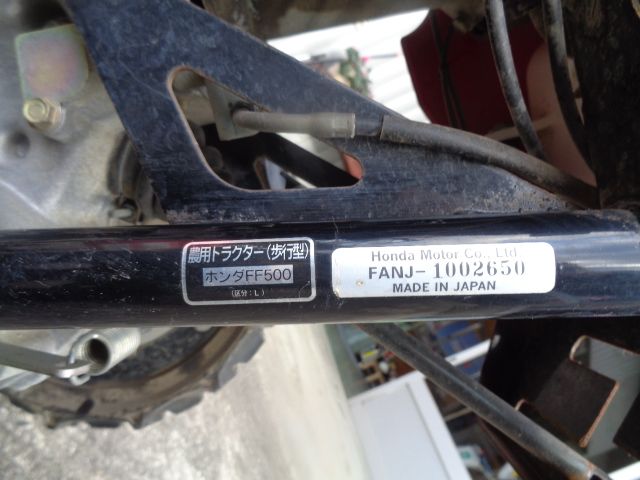 農用トラクター(歩行型)
ホンダFF500
(区分:L)
Honda Motor Co., Ltd.
FANJ-1002650
MADE IN JAPAN